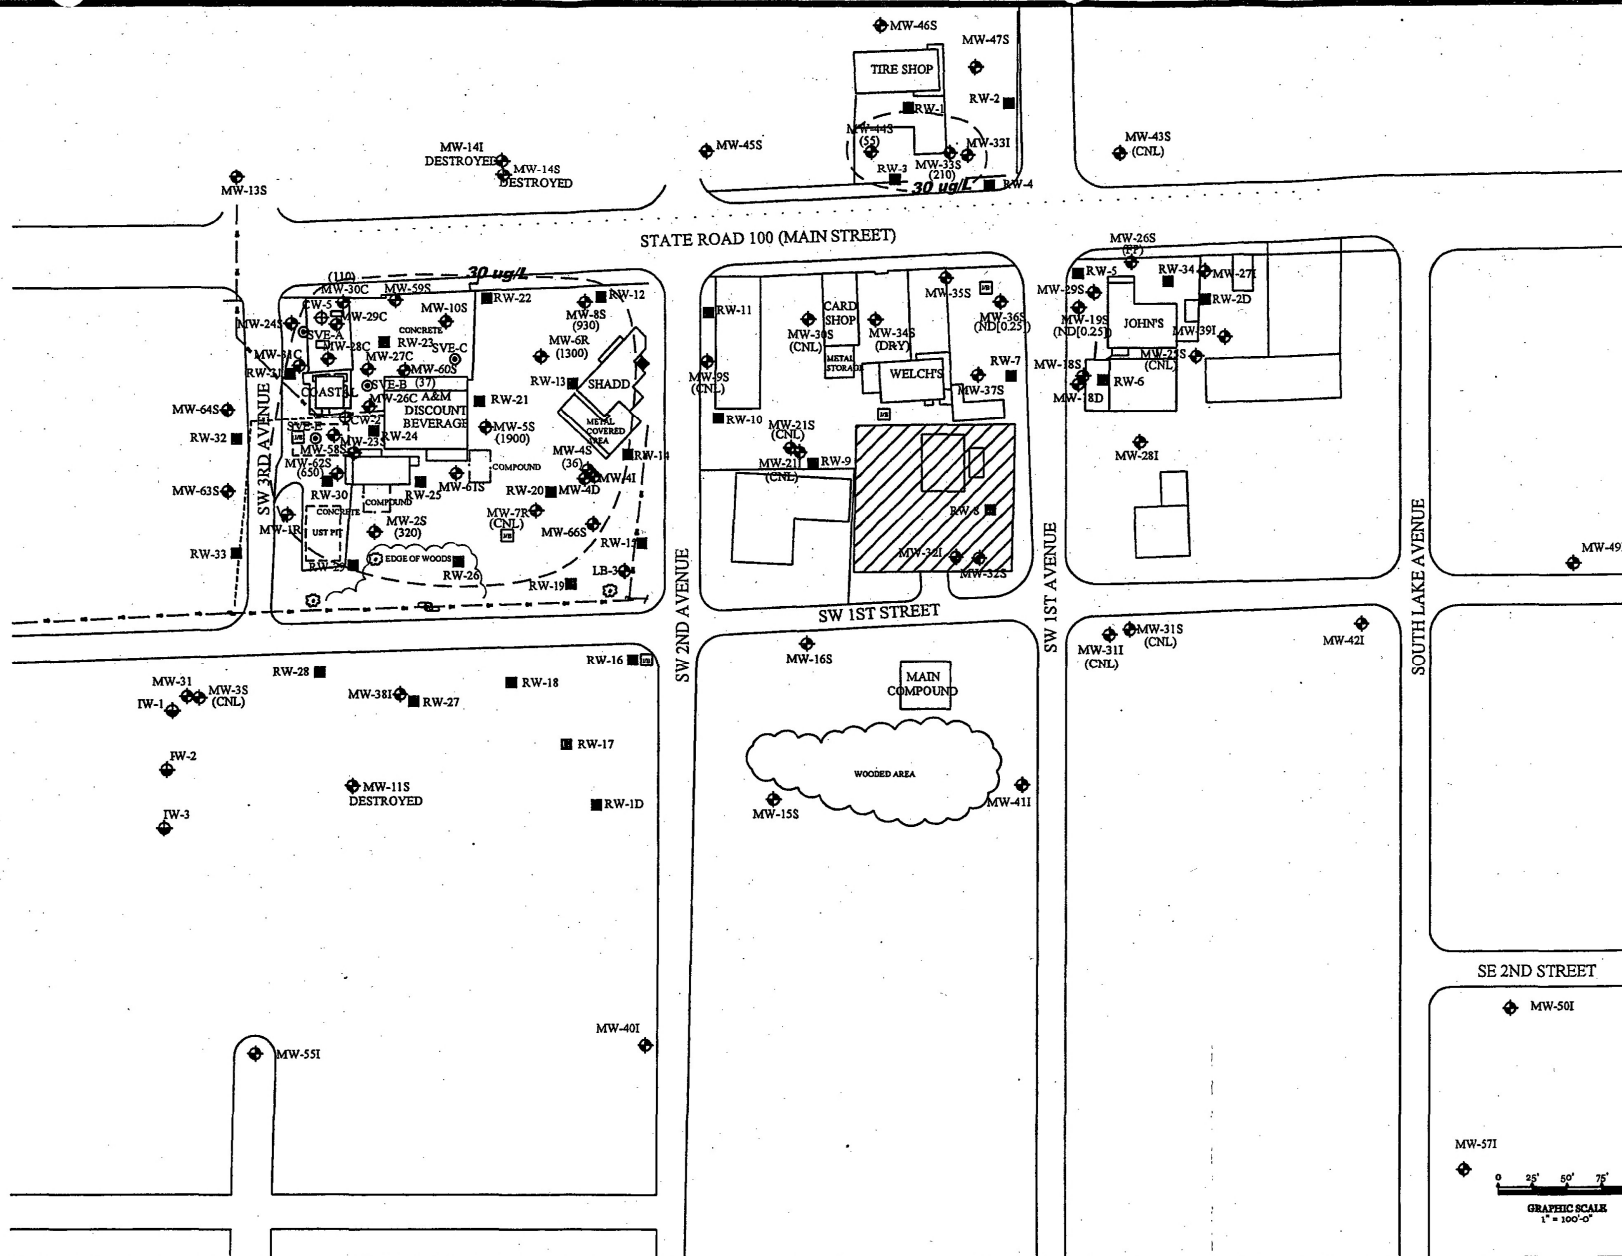 MW-46S
MW-47S
TIRE SHOP
RW-1
RW-2
MW-44S
(55)
MW-33I
MW-33S
(210)
RW-3
30 ug/L
RW-4
MW-45S
MW-43S
(CNL)
MW-14I
DESTROYED
MW-14S
DESTROYED
MW-13S
STATE ROAD 100 (MAIN STREET)
(110)
30 ug/L
MW-30C
MW-59S
CW-5
MW-29C
MW-10S
RW-22
RW-12
MW-8S
(930)
MW-24S
SVE-A
CONCRETE
RW-23
SVE-C
MW-28C
MW-6R
(1300)
MW-31C
MW-27C
MW-60S
(37)
RW-13
SHADD
COASTAL
SVE-B
MW-26C
A&M
DISCOUNT
BEVERAGE
RW-21
METAL
COVERED
AREA
MW-64S
RW-32
SW 3RD AVENUE
SVE-E
CW-2
RW-24
MW-5S
(1900)
MW-58S
MW-23S
MW-4S
(36)
RW-14
MW-62S
(650)
MW-61S
COMPOUND
MW-4I
MW-4D
MW-63S
RW-30
RW-25
RW-20
CONCRETE
COMPOUND
MW-7R
(CNL)
MW-1R
UST PIT
MW-2S
(320)
MW-66S
RW-33
RW-29
EDGE OF WOODS
RW-26
LB-3
RW-19
SW 2ND AVENUE
RW-11
MW-9S
(CNL)
RW-10
MW-30S
(CNL)
CARD
SHOP
METAL
STORAGE
MW-34S
(DRY)
MW-35S
MW-36S
(ND[0.25])
WELCH'S
RW-7
MW-37S
MW-21S
(CNL)
MW-21I
(CNL)
RW-9
RW-8
MW-32I
MW-32S
SW 1ST STREET
SW 1ST AVENUE
MW-26S
(FP)
RW-5
RW-34
MW-27I
MW-29S
RW-2D
MW-19S
(ND[0.25])
JOHN'S
MW-39I
MW-18S
MW-25S
(CNL)
RW-6
MW-18D
MW-28I
SOUTH LAKE AVENUE
MW-49I
MW-31S
(CNL)
MW-31I
(CNL)
MW-42I
MW-16S
MAIN
COMPOUND
WOODED AREA
MW-15S
MW-41I
RW-28
RW-16
MW-31
MW-3S
(CNL)
IW-1
MW-38I
RW-27
RW-18
RW-17
IW-2
MW-11S
DESTROYED
RW-1D
IW-3
SE 2ND STREET
MW-50I
MW-40I
MW-55I
MW-57I
0 25' 50' 75'
GRAPHIC SCALE
1" = 100'-0"